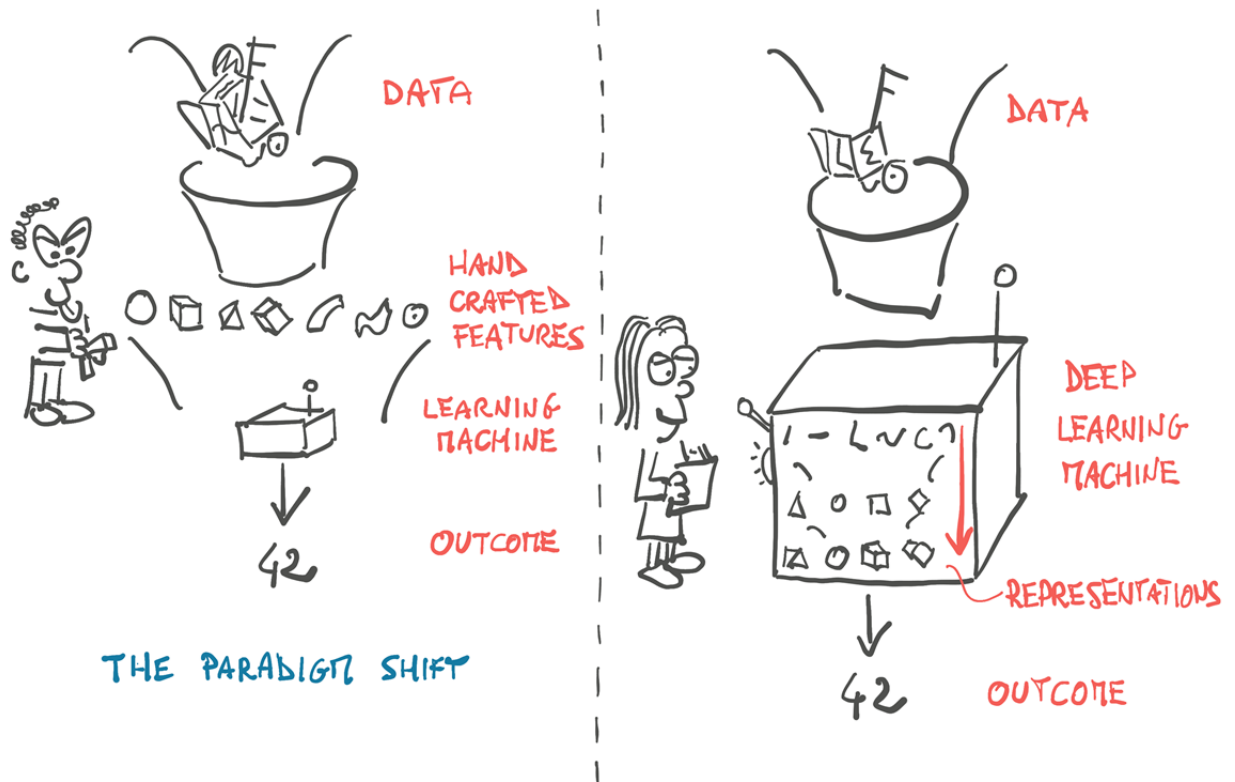 DATA
HAND
CRAFTED
FEATURES
LEARNING
MACHINE
OUTCOME
42
THE PARADIGM SHIFT
DATA
DEEP
LEARNING
MACHINE
REPRESENTATIONS
42
OUTCOME